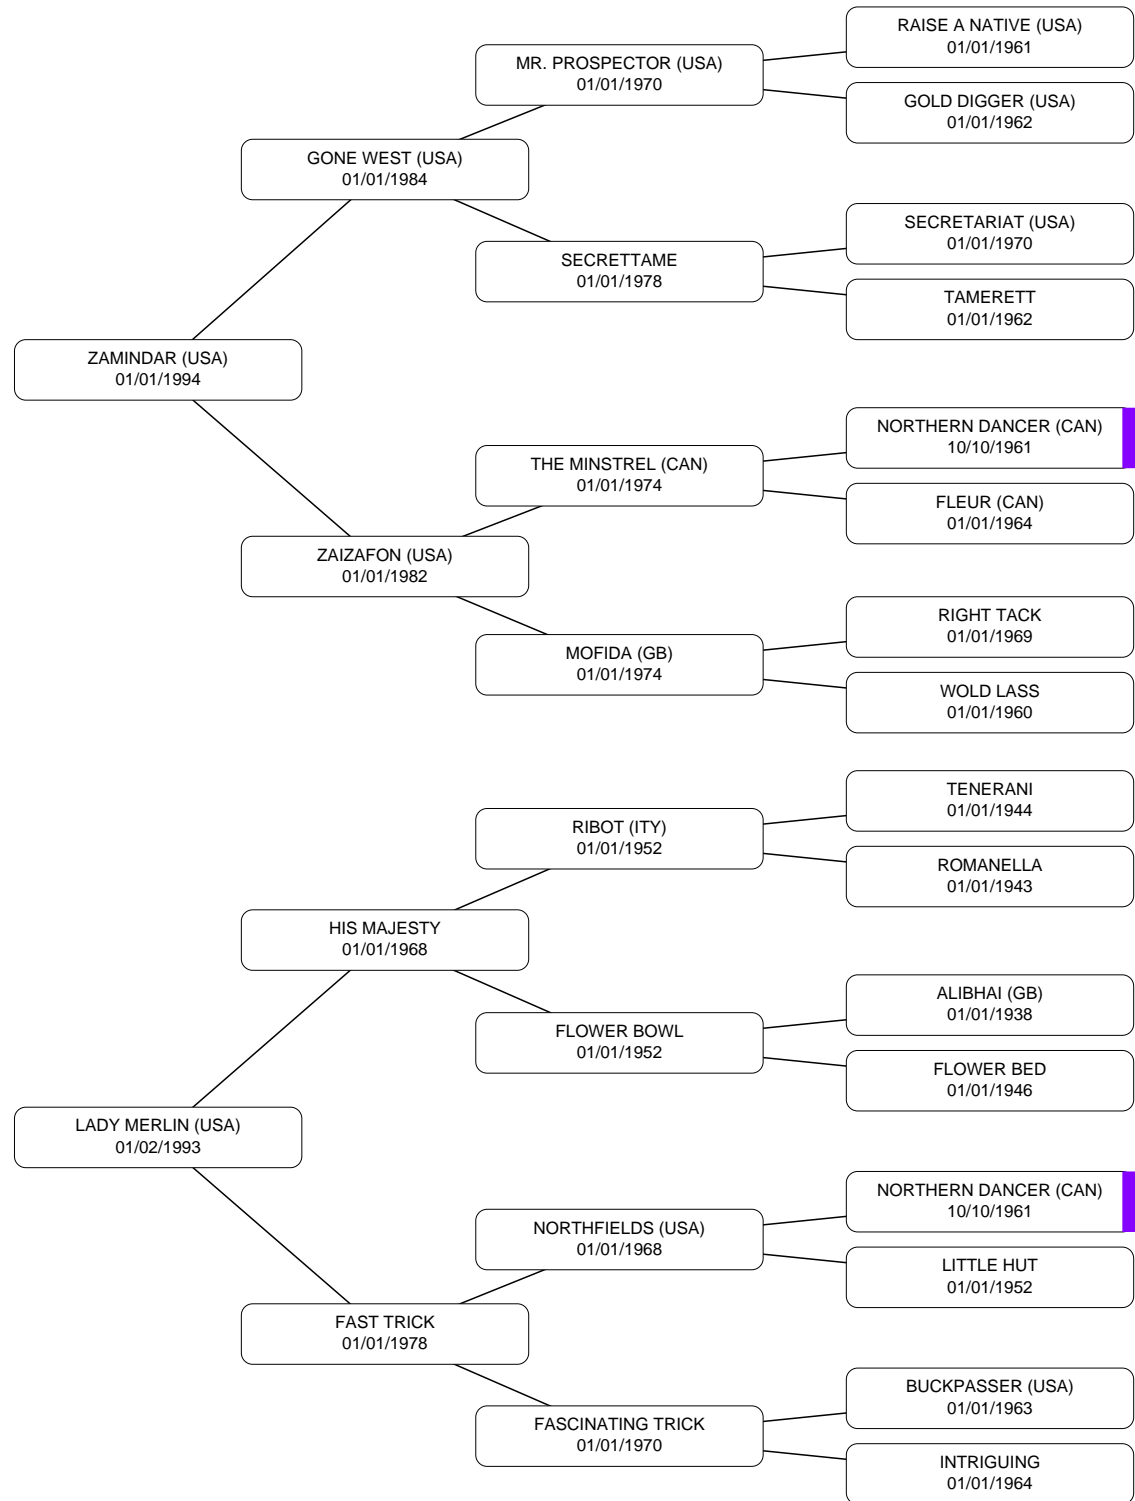 RAISE A NATIVE (USA)
01/01/1961
MR. PROSPECTOR (USA)
01/01/1970
GOLD DIGGER (USA)
01/01/1962
GONE WEST (USA)
01/01/1984
SECRETARIAT (USA)
01/01/1970
SECRETTAME
01/01/1978
TAMERETT
01/01/1962
ZAMINDAR (USA)
01/01/1994
NORTHERN DANCER (CAN)
10/10/1961
THE MINSTREL (CAN)
01/01/1974
FLEUR (CAN)
01/01/1964
ZAIZAFON (USA)
01/01/1982
RIGHT TACK
01/01/1969
MOFIDA (GB)
01/01/1974
WOLD LASS
01/01/1960
TENERANI
01/01/1944
RIBOT (ITY)
01/01/1952
ROMANELLA
01/01/1943
HIS MAJESTY
01/01/1968
ALIBHAI (GB)
01/01/1938
FLOWER BOWL
01/01/1952
FLOWER BED
01/01/1946
LADY MERLIN (USA)
01/02/1993
NORTHERN DANCER (CAN)
10/10/1961
NORTHFIELDS (USA)
01/01/1968
LITTLE HUT
01/01/1952
FAST TRICK
01/01/1978
BUCKPASSER (USA)
01/01/1963
FASCINATING TRICK
01/01/1970
INTRIGUING
01/01/1964